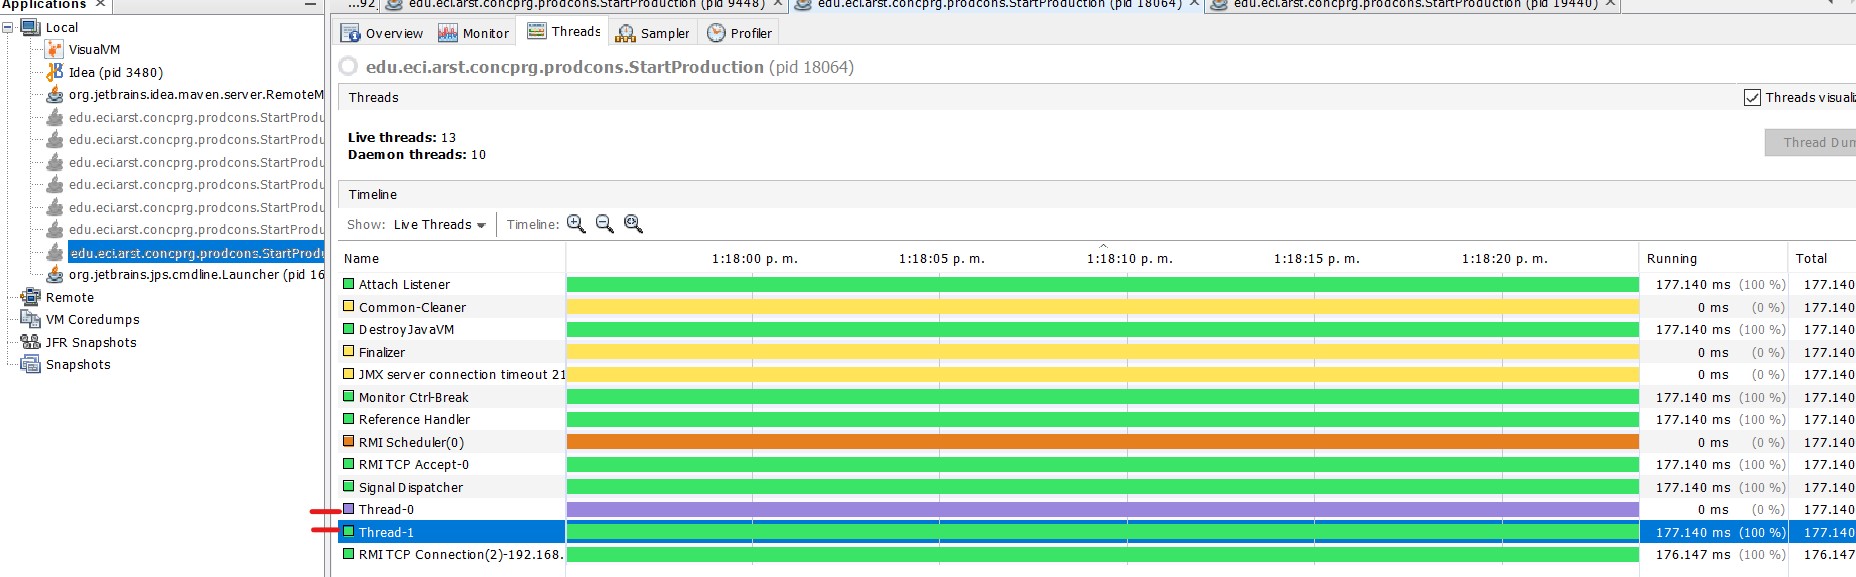 Applications ×
Local
VisualVM
Idea (pid 3480)
org.jetbrains.idea.maven.server.RemoteM
edu.eci.arst.concprg.prodcons.StartProdu
edu.eci.arst.concprg.prodcons.StartProdu
edu.eci.arst.concprg.prodcons.StartProdu
edu.eci.arst.concprg.prodcons.StartProdu
edu.eci.arst.concprg.prodcons.StartProdu
edu.eci.arst.concprg.prodcons.StartProdu
edu.eci.arst.concprg.prodcons.StartProdu
org.jetbrains.jps.cmdline.Launcher (pid 16
Remote
VM Coredumps
JFR Snapshots
Snapshots
...92 edu.eci.arst.concprg.prodcons.StartProduction (pid 9448) × edu.eci.arst.concprg.prodcons.StartProduction (pid 18064) × edu.eci.arst.concprg.prodcons.StartProduction (pid 19440) ×
Overview Monitor Threads Sampler Profiler
edu.eci.arst.concprg.prodcons.StartProduction (pid 18064)
Threads Threads visuali
Live threads: 13
Daemon threads: 10
Thread Dum
Timeline
Show: Live Threads Timeline:
Name 1:18:00 p. m. 1:18:05 p. m. 1:18:10 p. m. 1:18:15 p. m. 1:18:20 p. m. Running Total
Attach Listener 177.140 ms (100 %) 177.140
Common-Cleaner 0 ms (0 %) 177.140
DestroyJavaVM 177.140 ms (100 %) 177.140
Finalizer 0 ms (0 %) 177.140
JMX server connection timeout 21 0 ms (0 %) 177.140
Monitor Ctrl-Break 177.140 ms (100 %) 177.140
Reference Handler 177.140 ms (100 %) 177.140
RMI Scheduler(0) 0 ms (0 %) 177.140
RMI TCP Accept-0 177.140 ms (100 %) 177.140
Signal Dispatcher 177.140 ms (100 %) 177.140
Thread-0 0 ms (0 %) 177.140
Thread-1 177.140 ms (100 %) 177.140
RMI TCP Connection(2)-192.168. 176.147 ms (100 %) 176.147